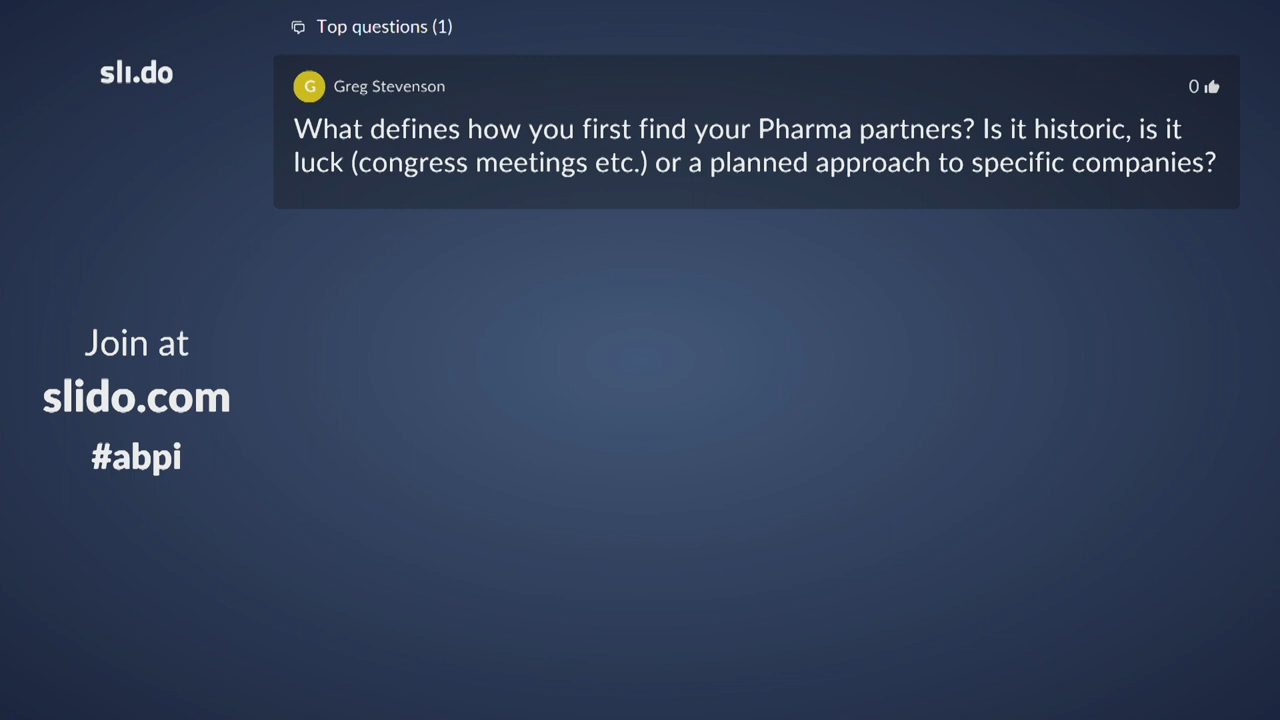 Top questions (1)
sli.do
G Greg Stevenson 0
What defines how you first find your Pharma partners? Is it historic, is it
luck (congress meetings etc.) or a planned approach to specific companies?
Join at
slido.com
#abpi